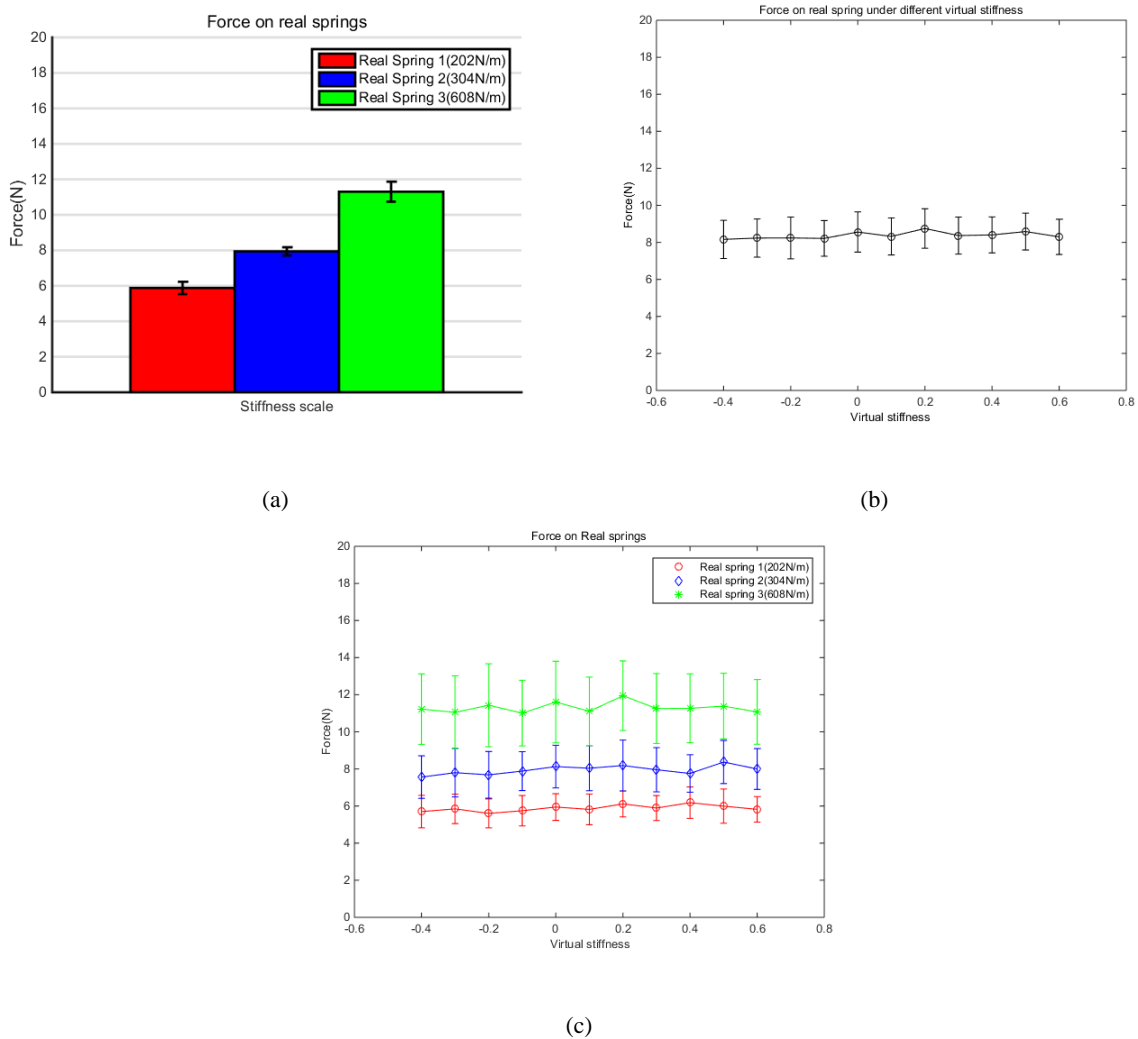 Force on real springs
20
18
16
14
12
10
8
6
4
2
0
Force(N)
Real Spring 1(202N/m)
Real Spring 2(304N/m)
Real Spring 3(608N/m)
Stiffness scale
(a)
Force on real spring under different virtual stiffness
20
18
16
14
12
10
8
6
4
2
0
Force(N)
-0.6 -0.4 -0.2 0 0.2 0.4 0.6 0.8
Virtual stiffness
(b)
Force on Real springs
20
18
16
14
12
10
8
6
4
2
0
Force(N)
Real spring 1(202N/m)
Real spring 2(304N/m)
Real spring 3(608N/m)
-0.6 -0.4 -0.2 0 0.2 0.4 0.6 0.8
Virtual stiffness
(c)